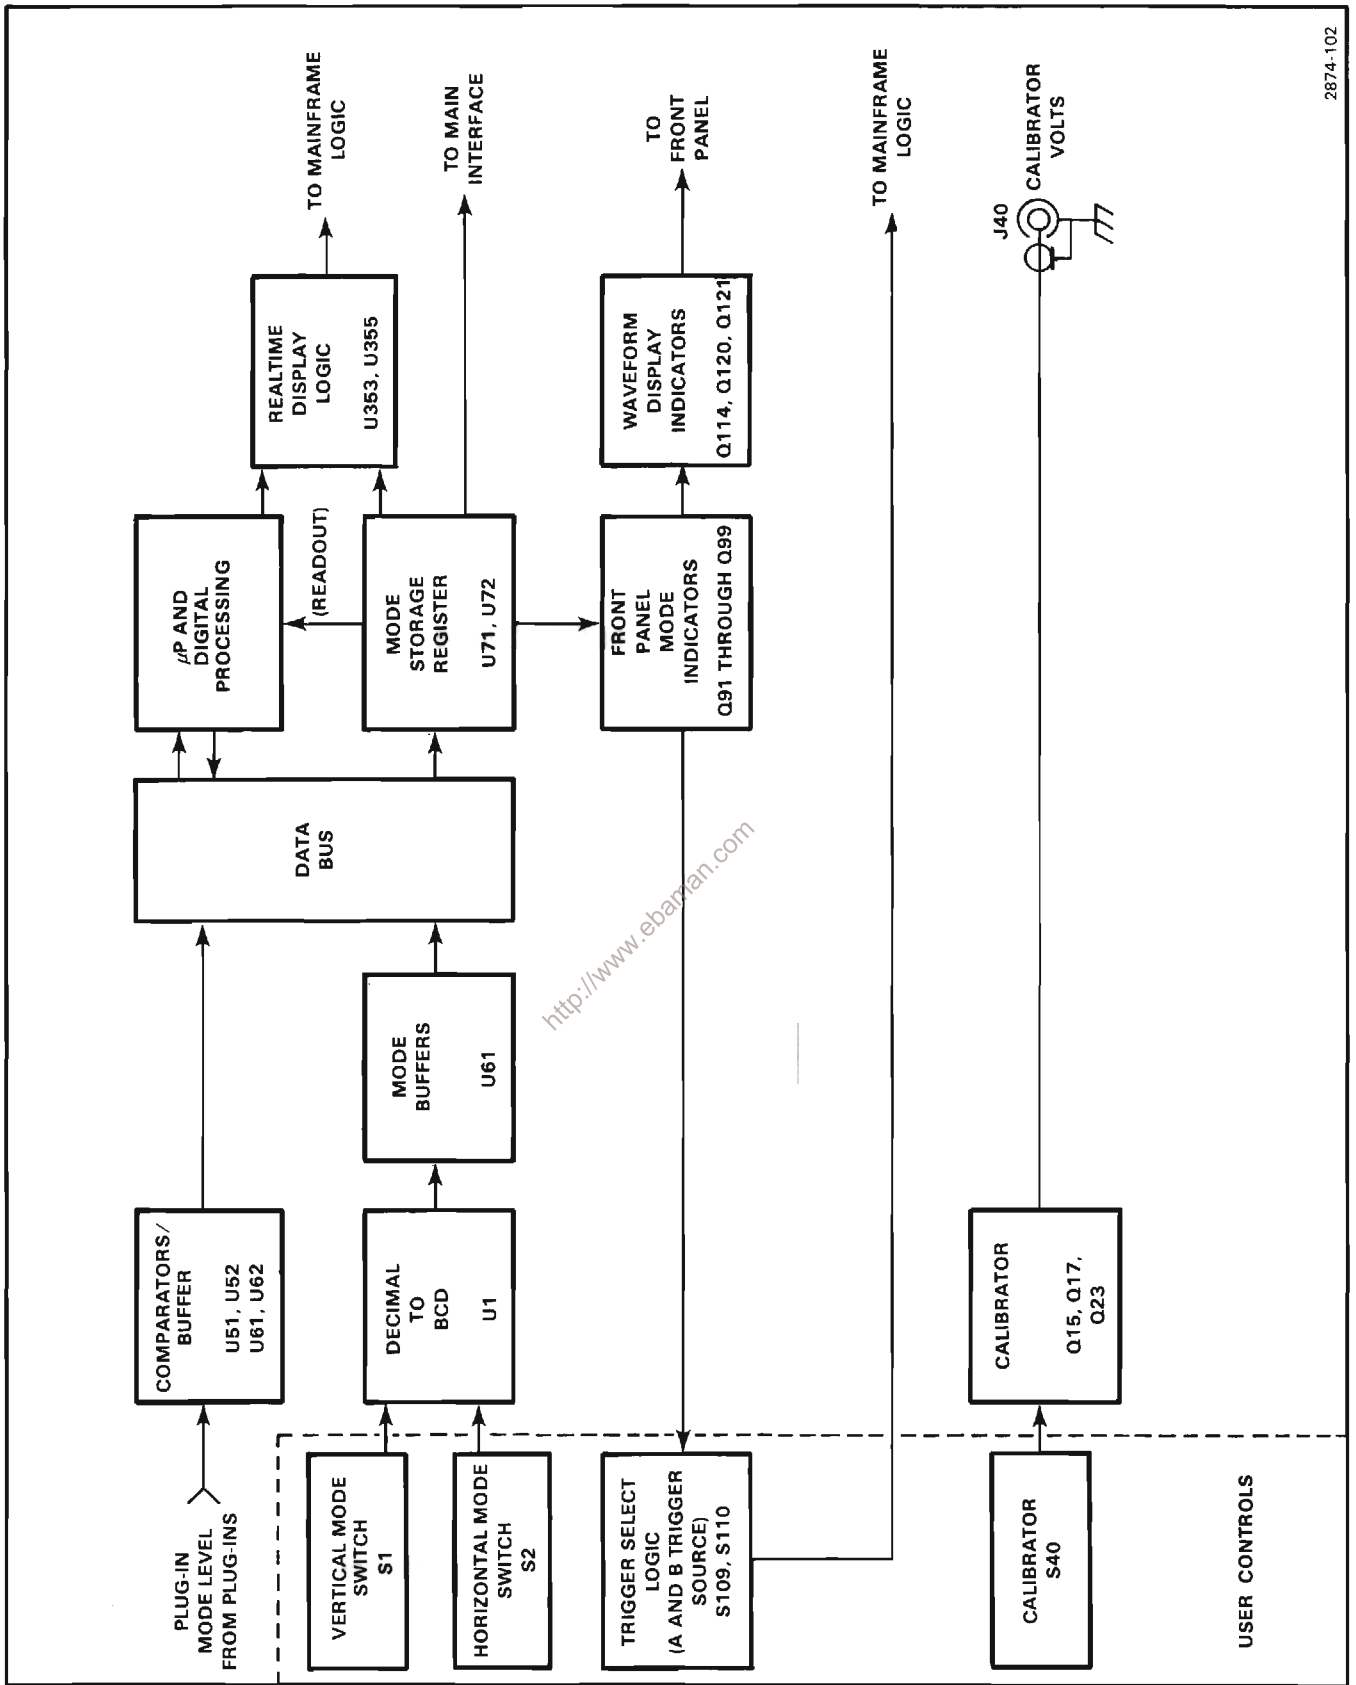 PLUG-IN
MODE LEVEL
FROM PLUG-INS
COMPARATORS/
BUFFER
U51, U52
U61, U62
DATA
BUS
µP AND
DIGITAL
PROCESSING
(READOUT)
REALTIME
DISPLAY
LOGIC
U353, U355
TO MAINFRAME
LOGIC
VERTICAL MODE
SWITCH
S1
HORIZONTAL MODE
SWITCH
S2
DECIMAL
TO
BCD
U1
MODE
BUFFERS
U61
MODE
STORAGE
REGISTER
U71, U72
TO MAIN
INTERFACE
TRIGGER SELECT
LOGIC
(A AND B TRIGGER
SOURCE)
S109, S110
FRONT
PANEL
MODE
INDICATORS
Q91 THROUGH Q99
WAVEFORM
DISPLAY
INDICATORS
Q114, Q120, Q121
TO
FRONT
PANEL
TO MAINFRAME
LOGIC
CALIBRATOR
S40
CALIBRATOR
Q15, Q17,
Q23
J40
CALIBRATOR
VOLTS
USER CONTROLS
2874-102
http://www.ebaman.com